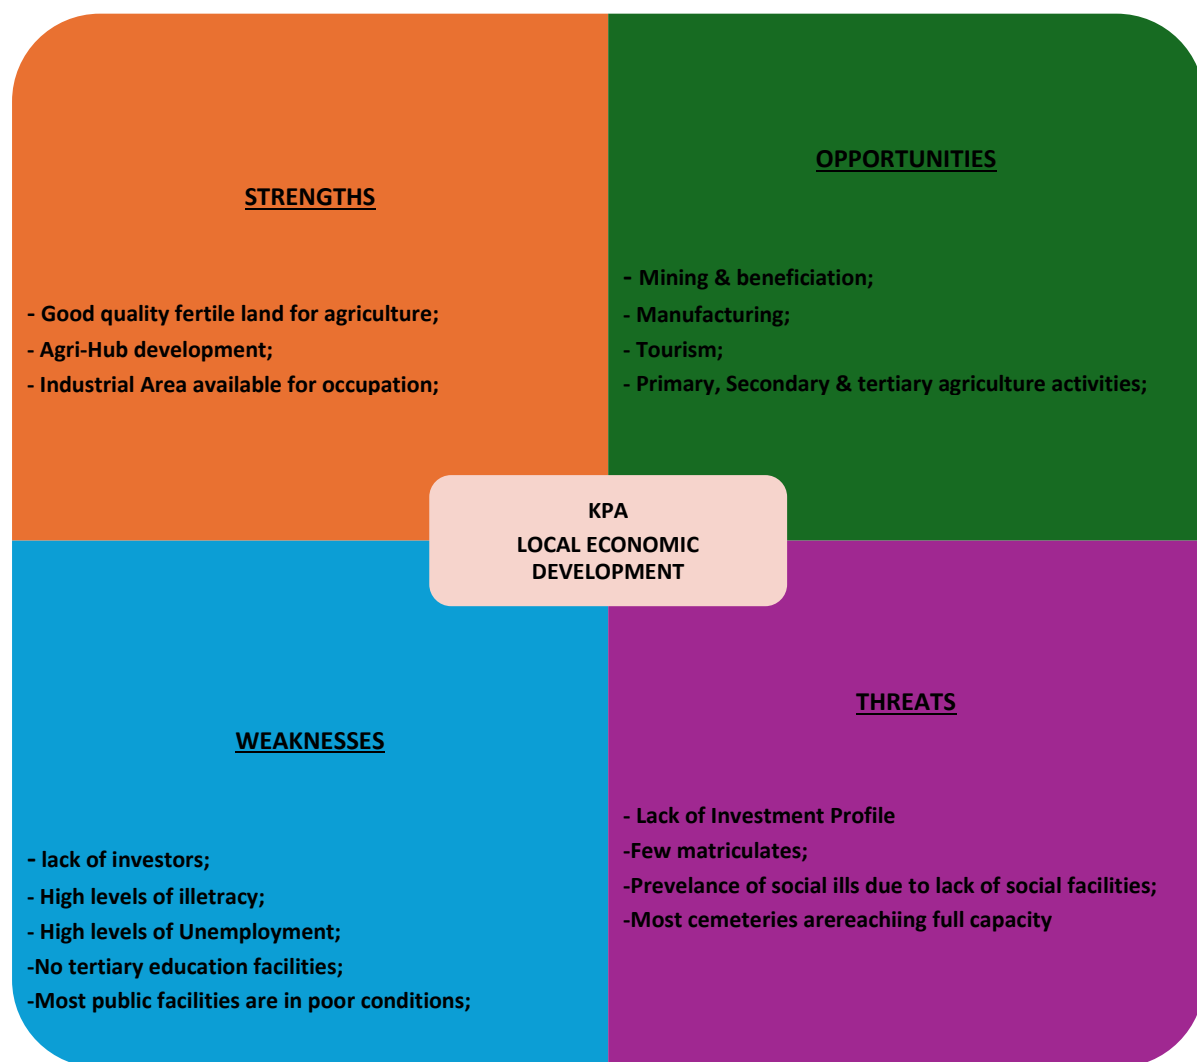 STRENGTHS
- Good quality fertile land for agriculture;
- Agri-Hub development;
- Industrial Area available for occupation;
OPPORTUNITIES
- Mining & beneficiation;
- Manufacturing;
- Tourism;
- Primary, Secondary & tertiary agriculture activities;
KPA
LOCAL ECONOMIC
DEVELOPMENT
WEAKNESSES
- lack of investors;
- High levels of illetracy;
- High levels of Unemployment;
-No tertiary education facilities;
-Most public facilities are in poor conditions;
THREATS
- Lack of Investment Profile
-Few matriculates;
-Prevelance of social ills due to lack of social facilities;
-Most cemeteries arereachiing full capacity